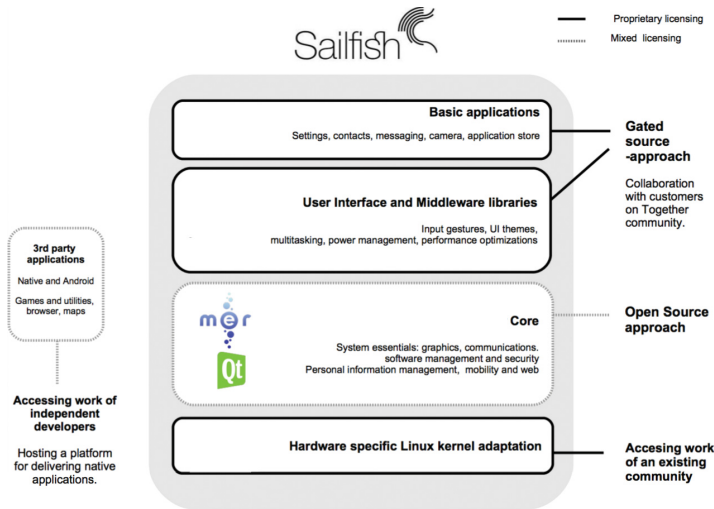 Sailfish
Proprietary licensing
Mixed licensing
Basic applications
Settings, contacts, messaging, camera, application store
User Interface and Middleware libraries
Input gestures, UI themes,
multitasking, power management, performance optimizations
mer
Qt
Core
System essentials: graphics, communications.
software management and security
Personal information management, mobility and web
Hardware specific Linux kernel adaptation
3rd party
applications
Native and Android
Games and utilities,
browser, maps
Accessing work of
independent
developers
Hosting a platform
for delivering native
applications.
Gated
source
-approach
Collaboration
with customers
on Together
community.
Open Source
approach
Accesing work
of an existing
community